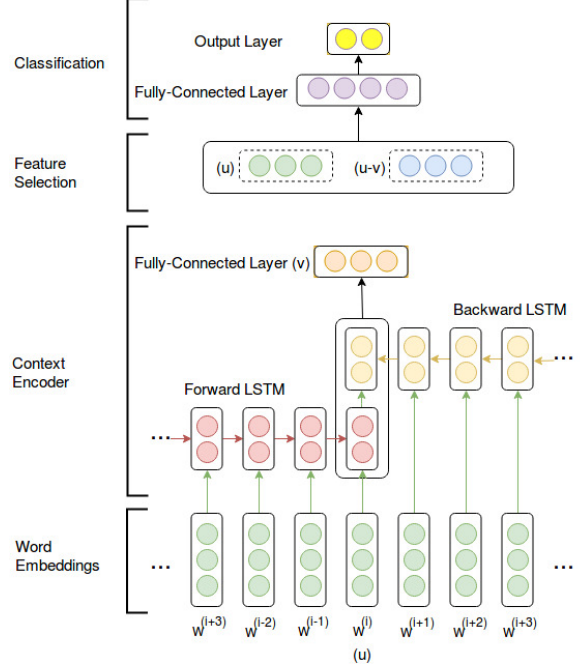 Output Layer
Classification
Fully-Connected Layer
Feature
Selection
(u)
(u-v)
Fully-Connected Layer (v)
Backward LSTM
...
Context
Encoder
Forward LSTM
...
Word
Embeddings
...
...
w(i+3) w(i-2) w(i-1) w(i) w(i+1) w(i+2) w(i+3)
(u)